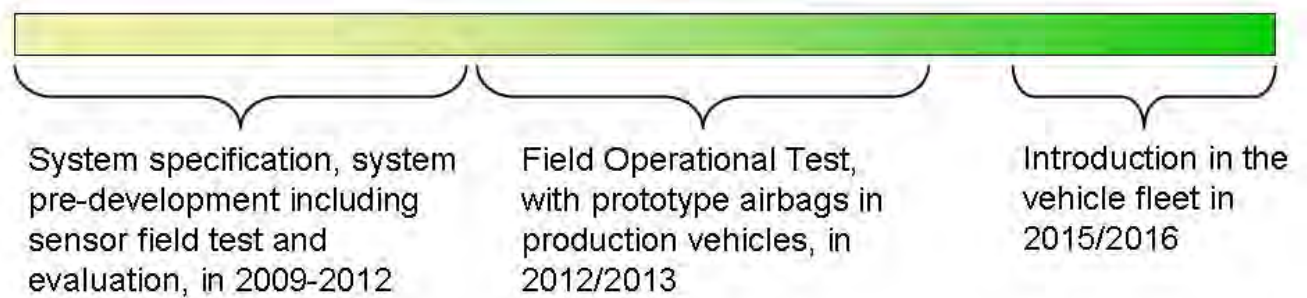 System specification, system
pre-development including
sensor field test and
evaluation, in 2009-2012
Field Operational Test,
with prototype airbags in
production vehicles, in
2012/2013
Introduction in the
vehicle fleet in
2015/2016